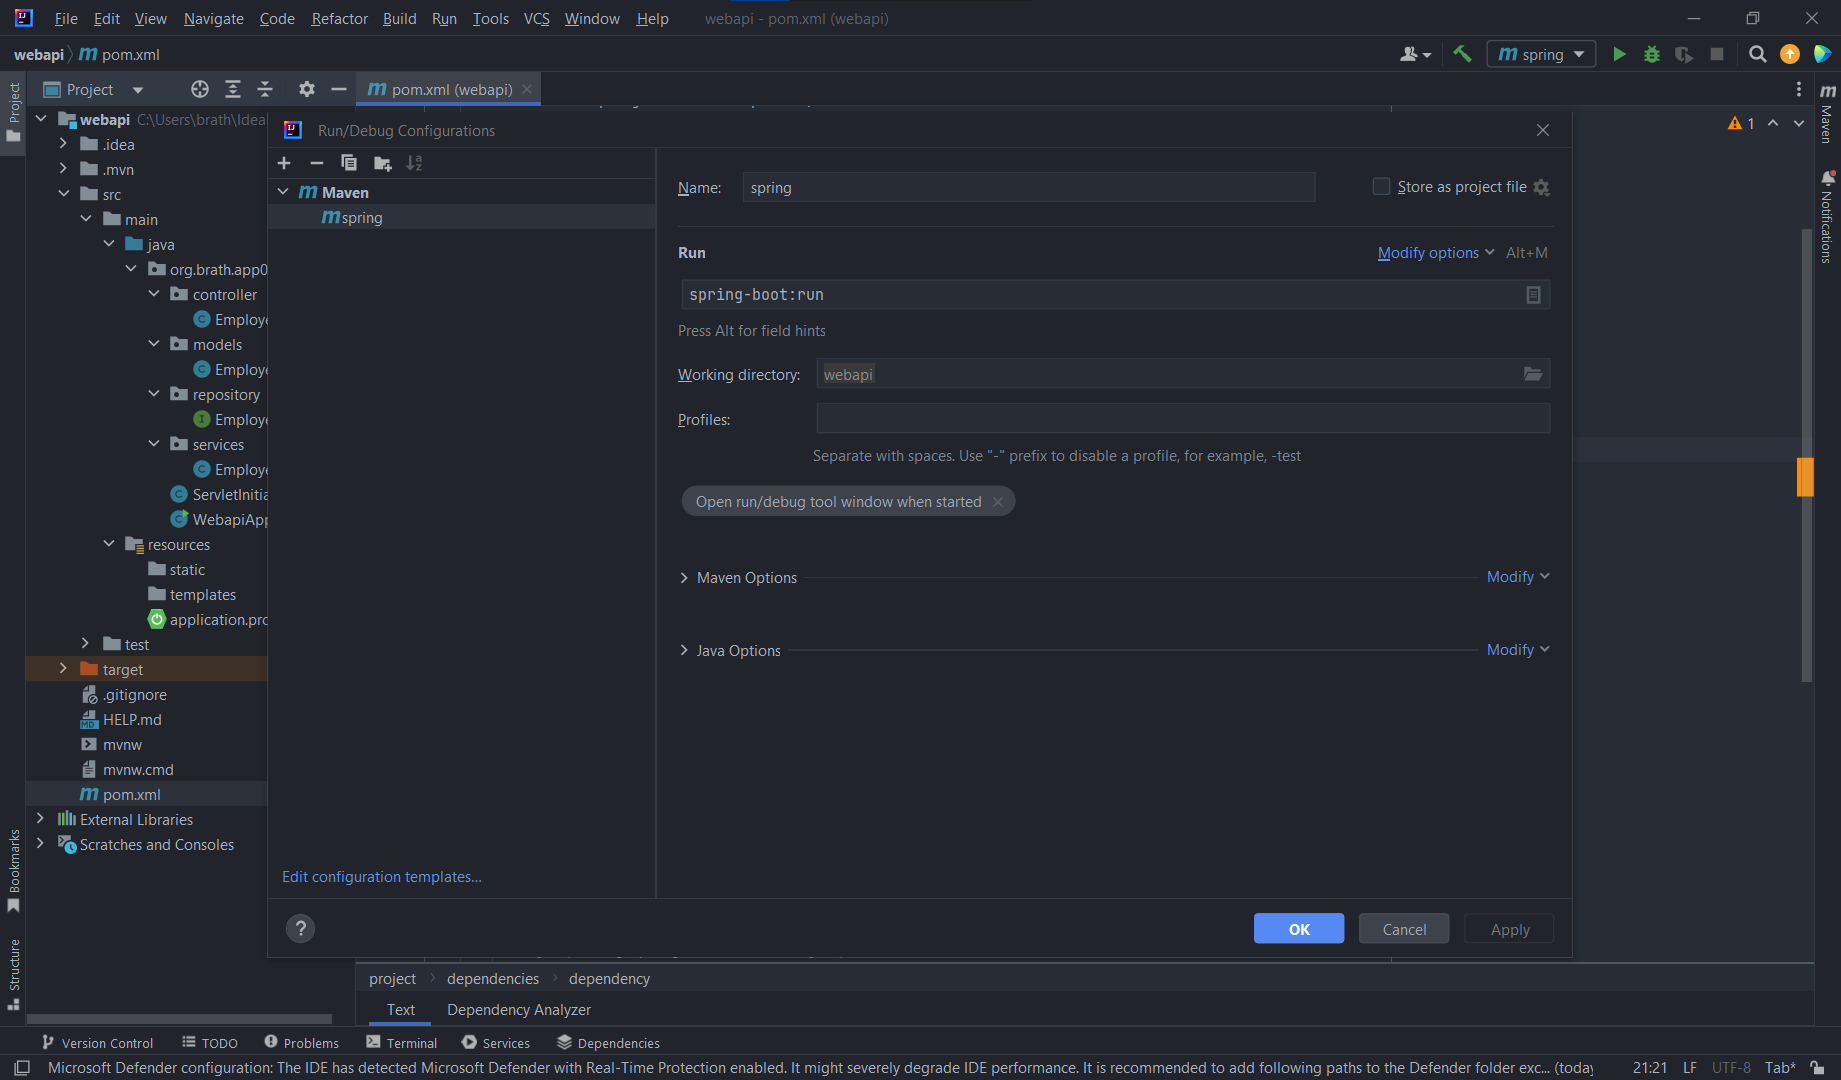 File Edit View Navigate Code Refactor Build Run Tools VCS Window Help webapi - pom.xml (webapi)
webapi pom.xml
spring
Project
pom.xml (webapi)
Project
webapi C:\Users\brath\Idea
.idea
.mvn
src
main
java
org.brath.app0
controller
Employe
models
Employe
repository
Employe
services
Employe
ServletInitia
WebapiApp
resources
static
templates
application.pro
test
target
.gitignore
HELP.md
mvnw
mvnw.cmd
pom.xml
External Libraries
Scratches and Consoles
Bookmarks
Structure
Run/Debug Configurations
Maven
spring
Edit configuration templates...
Name: spring
Store as project file
Run
Modify options Alt+M
spring-boot:run
Press Alt for field hints
Working directory: webapi
Profiles:
Separate with spaces. Use "-" prefix to disable a profile, for example, -test
Open run/debug tool window when started
Maven Options Modify
Java Options Modify
?
OK Cancel Apply
1
Maven
Notifications
project dependencies dependency
Text Dependency Analyzer
Version Control TODO Problems Terminal Services Dependencies
Microsoft Defender configuration: The IDE has detected Microsoft Defender with Real-Time Protection enabled. It might severely degrade IDE performance. It is recommended to add following paths to the Defender folder exc... (today 21:21 LF UTF-8 Tab*